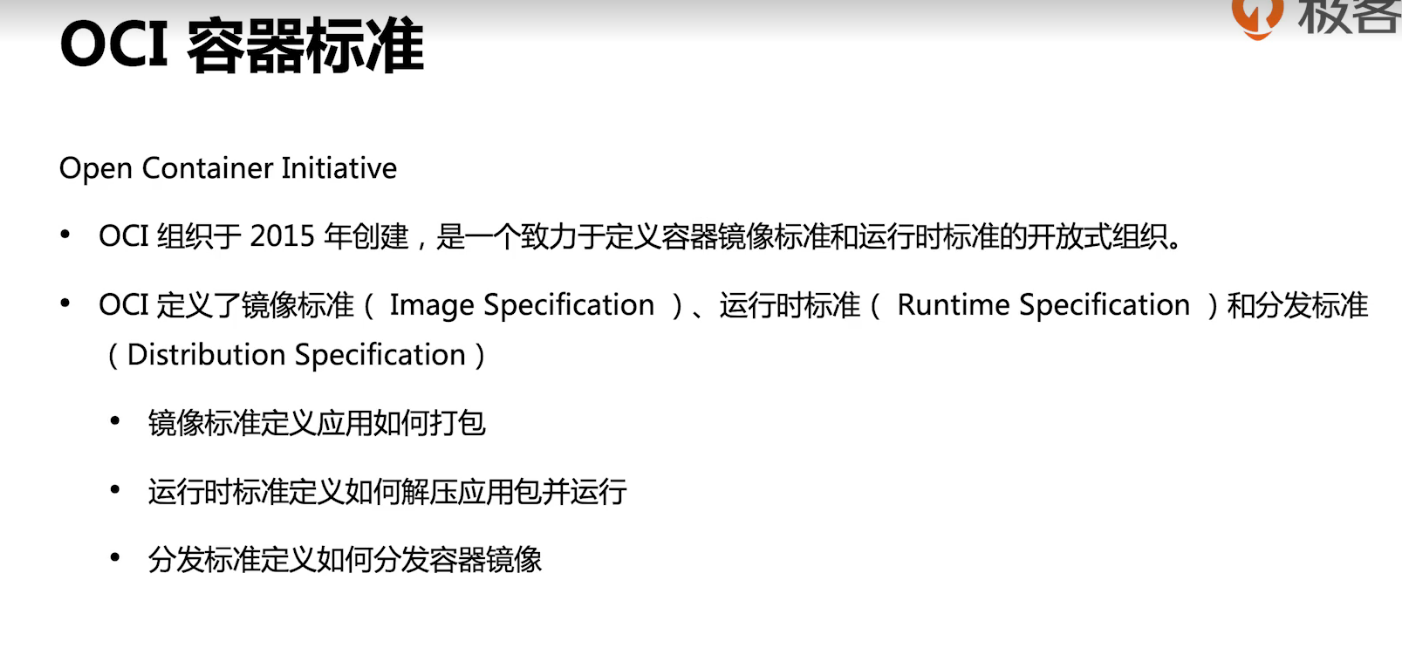 OCI 容器标准
极客
Open Container Initiative
• OCI 组织于 2015 年创建，是一个致力于定义容器镜像标准和运行时标准的开放式组织。
• OCI 定义了镜像标准（ Image Specification ）、运行时标准（ Runtime Specification ）和分发标准
（Distribution Specification）
• 镜像标准定义应用如何打包
• 运行时标准定义如何解压应用包并运行
• 分发标准定义如何分发容器镜像